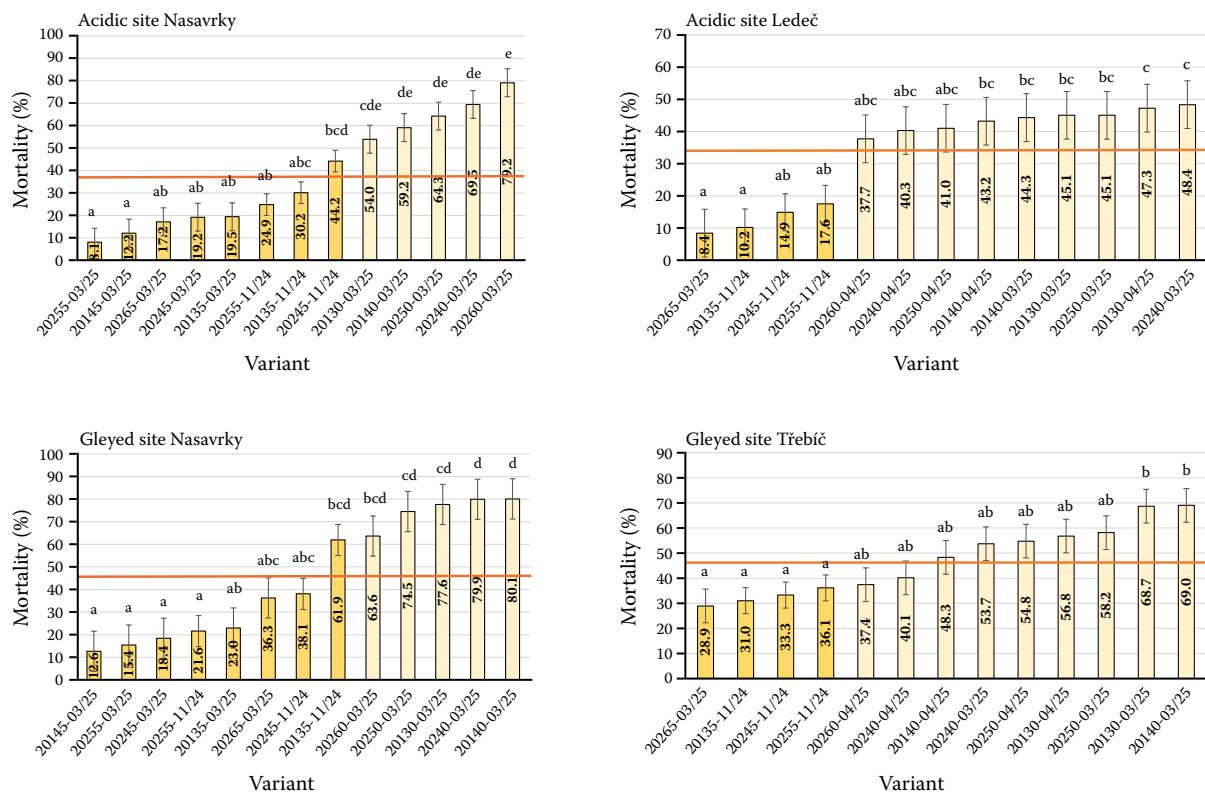 Acidic site Nasavrky
Mortality (%)
100
90
80
70
60
50
40
30
20
10
0
a a ab ab ab ab abc bcd cde de de de e
8.1 12.2 17.2 19.2 19.5 24.9 30.2 44.2 54.0 59.2 64.3 69.5 79.2
20255-03/25 20145-03/25 20265-03/25 20245-03/25 20135-03/25 20255-11/24 20135-11/24 20245-11/24 20130-03/25 20140-03/25 20250-03/25 20240-03/25 20260-03/25
Variant
Acidic site Ledeč
Mortality (%)
70
60
50
40
30
20
10
0
a a ab ab abc abc abc bc bc bc bc c c
8.4 10.2 14.9 17.6 37.7 40.3 41.0 43.2 44.3 45.1 45.1 47.3 48.4
20265-03/25 20135-11/24 20245-11/24 20255-11/24 20260-04/25 20240-04/25 20250-04/25 20140-04/25 20140-03/25 20130-03/25 20250-03/25 20130-04/25 20240-03/25
Variant
Gleyed site Nasavrky
Mortality (%)
100
90
80
70
60
50
40
30
20
10
0
a a a a ab abc abc bcd bcd cd cd d d
12.6 15.4 18.4 21.6 23.0 36.3 38.1 61.9 63.6 74.5 77.6 79.9 80.1
20145-03/25 20255-03/25 20245-03/25 20255-11/24 20135-03/25 20265-03/25 20245-11/24 20135-11/24 20260-03/25 20250-03/25 20130-03/25 20240-03/25 20140-03/25
Variant
Gleyed site Třebíč
Mortality (%)
90
80
70
60
50
40
30
20
10
0
a a a a ab ab ab ab ab ab ab b b
28.9 31.0 33.3 36.1 37.4 40.1 48.3 53.7 54.8 56.8 58.2 68.7 69.0
20265-03/25 20135-11/24 20245-11/24 20255-11/24 20260-04/25 20240-04/25 20140-04/25 20240-03/25 20250-04/25 20130-04/25 20250-03/25 20130-03/25 20140-03/25
Variant